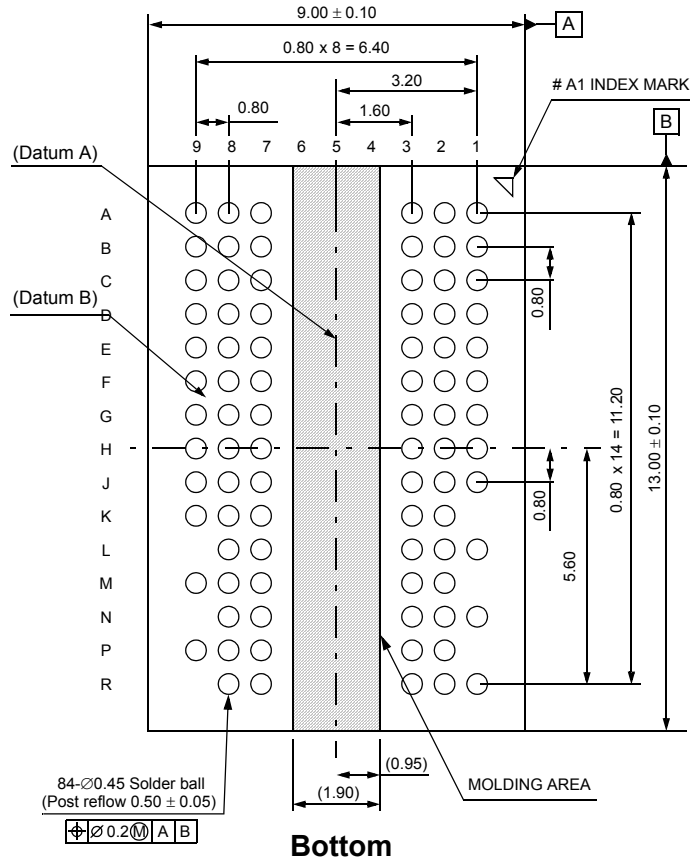 9.00 ± 0.10
A
0.80 x 8 = 6.40
3.20
# A1 INDEX MARK
0.80
1.60
B
9 8 7 6 5 4 3 2 1
(Datum A)
A
B
C
0.80
(Datum B)
D
E
F
G
H
J
K
L
M
N
P
R
0.80
5.60
0.80 x 14 = 11.20
13.00 ± 0.10
(0.95)
(1.90)
MOLDING AREA
84-∅0.45 Solder ball
(Post reflow 0.50 ± 0.05)
⌖ ∅ 0.2 Ⓜ A B
Bottom